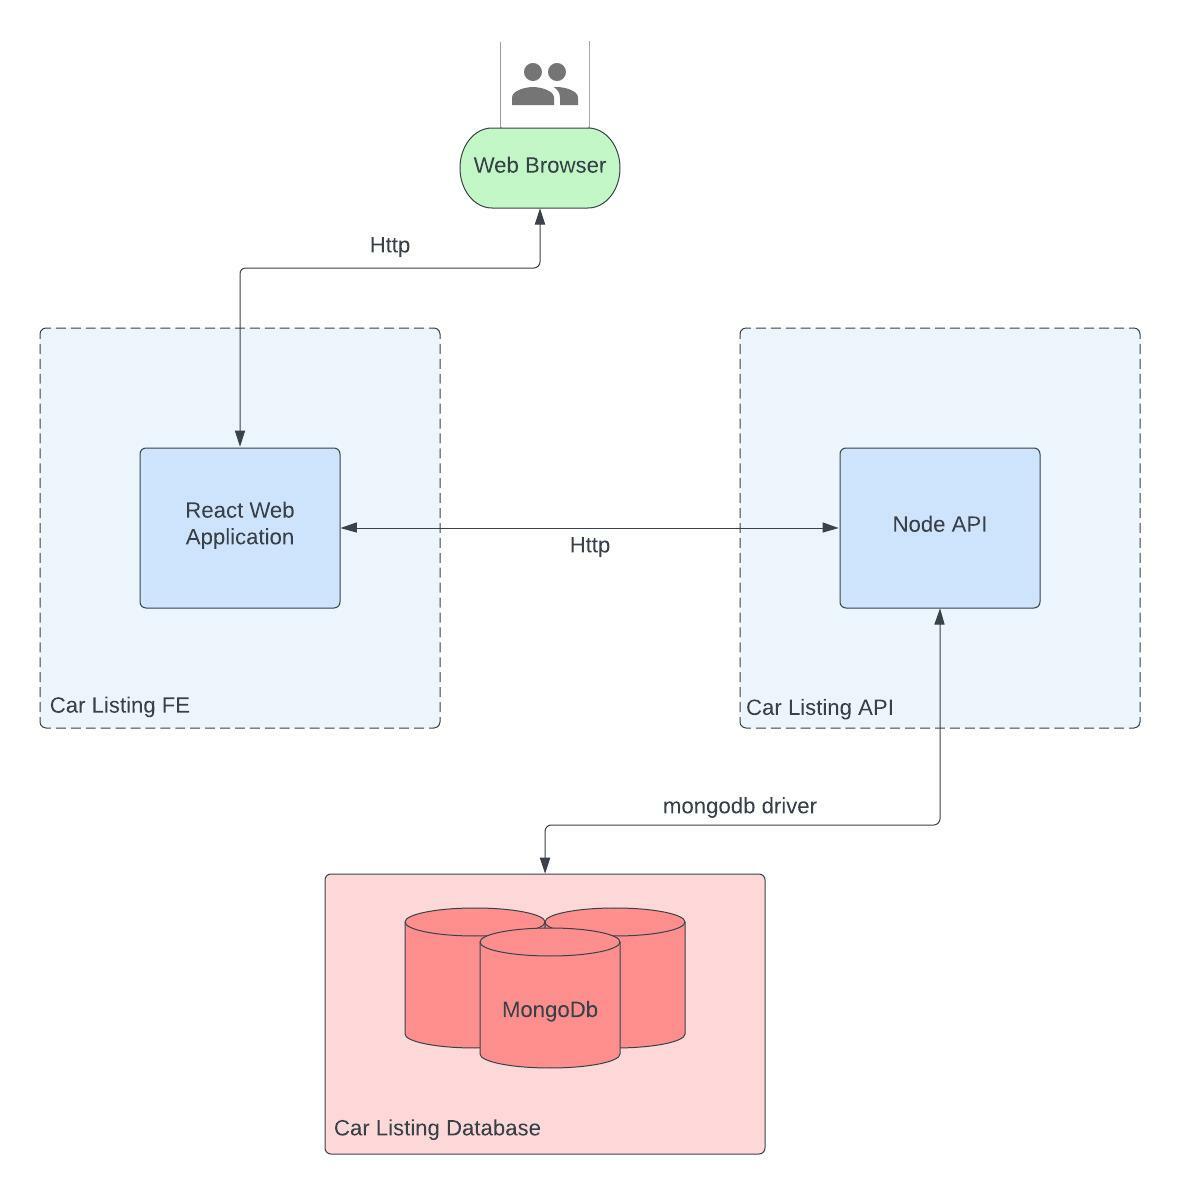 Web Browser
Http
React Web
Application
Http
Node API
Car Listing FE
Car Listing API
mongodb driver
MongoDb
Car Listing Database